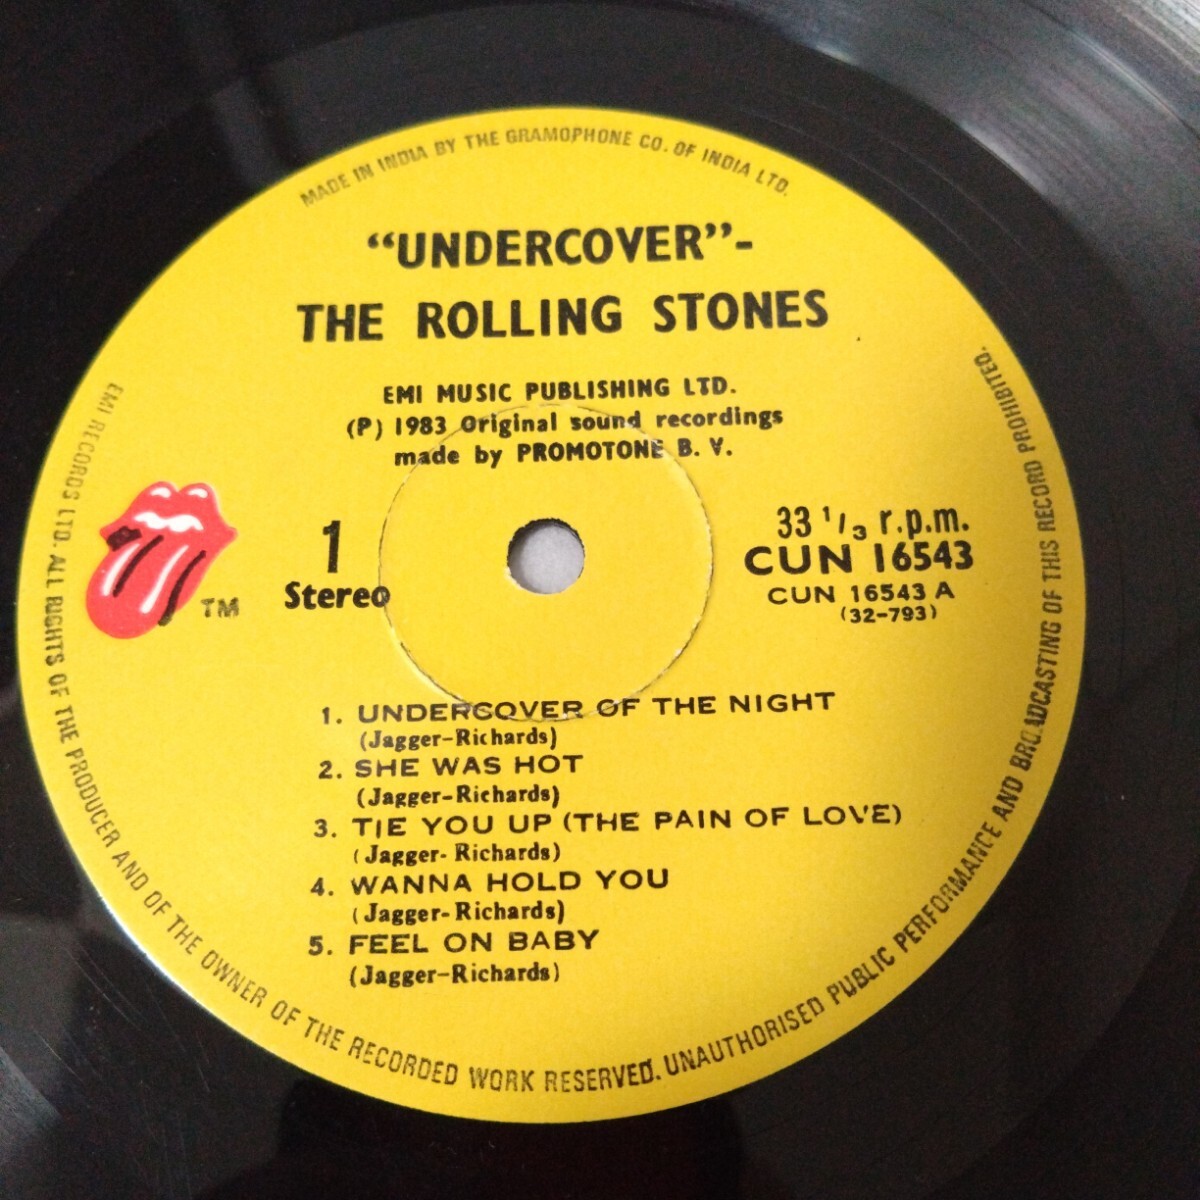 MADE IN INDIA BY THE GRAMOPHONE CO. OF INDIA LTD.
“UNDERCOVER”-
THE ROLLING STONES
EMI MUSIC PUBLISHING LTD.
(P) 1983 Original sound recordings
made by PROMOTONE B. V.
1
Stereo
TM
33 1/3 r.p.m.
CUN 16543
CUN 16543 A
(32-793)
1. UNDERCOVER OF THE NIGHT
(Jagger-Richards)
2. SHE WAS HOT
(Jagger-Richards)
3. TIE YOU UP (THE PAIN OF LOVE)
(Jagger-Richards)
4. WANNA HOLD YOU
(Jagger-Richards)
5. FEEL ON BABY
(Jagger-Richards)
EMI RECORDS LTD. ALL RIGHTS OF THE PRODUCER AND OF THE OWNER OF THE RECORDED WORK RESERVED. UNAUTHORISED PUBLIC PERFORMANCE AND BROADCASTING OF THIS RECORD PROHIBITED.